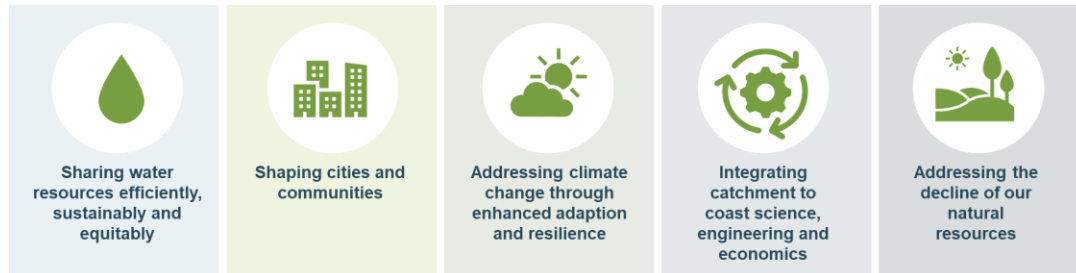 Sharing water
resources efficiently,
sustainably and
equitably
Shaping cities and
communities
Addressing climate
change through
enhanced adaption
and resilience
Integrating
catchment to
coast science,
engineering and
economics
Addressing the
decline of our
natural
resources